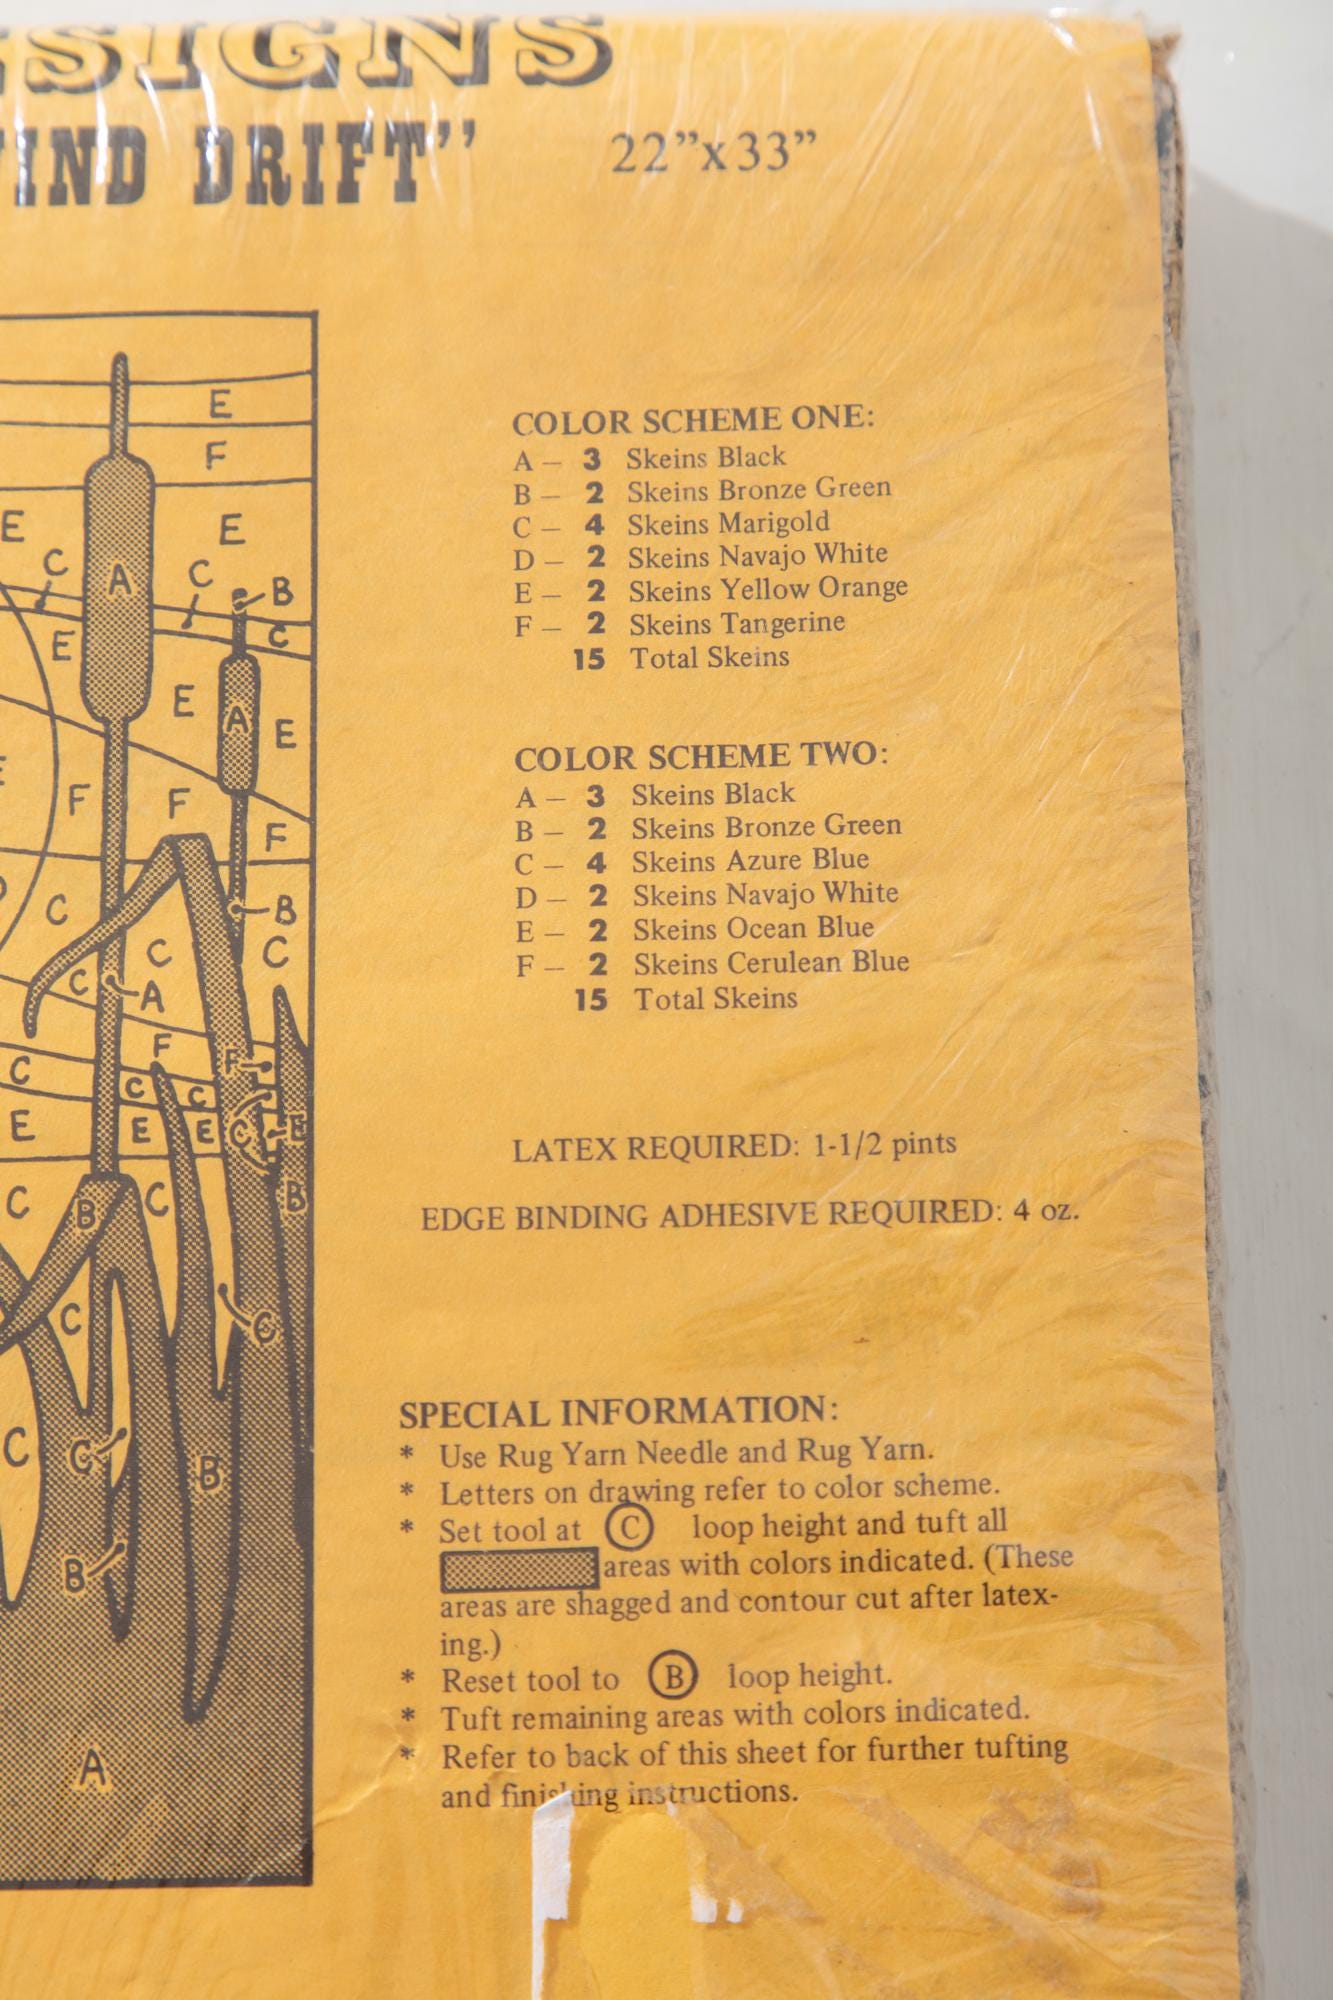 ESIGNS
IND DRIFT”
22”x33”
COLOR SCHEME ONE:
A – 3 Skeins Black
B – 2 Skeins Bronze Green
C – 4 Skeins Marigold
D – 2 Skeins Navajo White
E – 2 Skeins Yellow Orange
F – 2 Skeins Tangerine
15 Total Skeins
COLOR SCHEME TWO:
A – 3 Skeins Black
B – 2 Skeins Bronze Green
C – 4 Skeins Azure Blue
D – 2 Skeins Navajo White
E – 2 Skeins Ocean Blue
F – 2 Skeins Cerulean Blue
15 Total Skeins
LATEX REQUIRED: 1-1/2 pints
EDGE BINDING ADHESIVE REQUIRED: 4 oz.
SPECIAL INFORMATION:
* Use Rug Yarn Needle and Rug Yarn.
* Letters on drawing refer to color scheme.
* Set tool at C loop height and tuft all
areas with colors indicated. (These
areas are shagged and contour cut after latex-
ing.)
* Reset tool to B loop height.
* Tuft remaining areas with colors indicated.
* Refer to back of this sheet for further tufting
and finishing instructions.
E
F
E
E
C
A
C
B
E
C
E
A
E
F
F
F
C
B
C
C
C
A
F
F
C
C
C
E
E
E
C
E
C
B
C
B
C
C
C
C
B
B
A